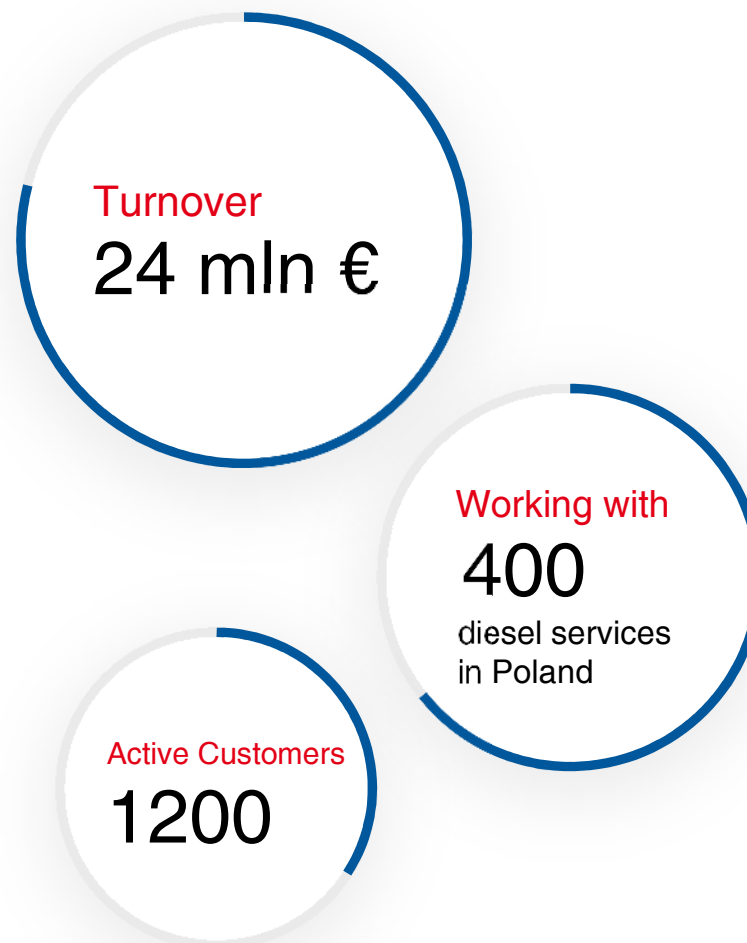 Turnover
24 mln €
Working with
400
diesel services
in Poland
Active Customers
1200